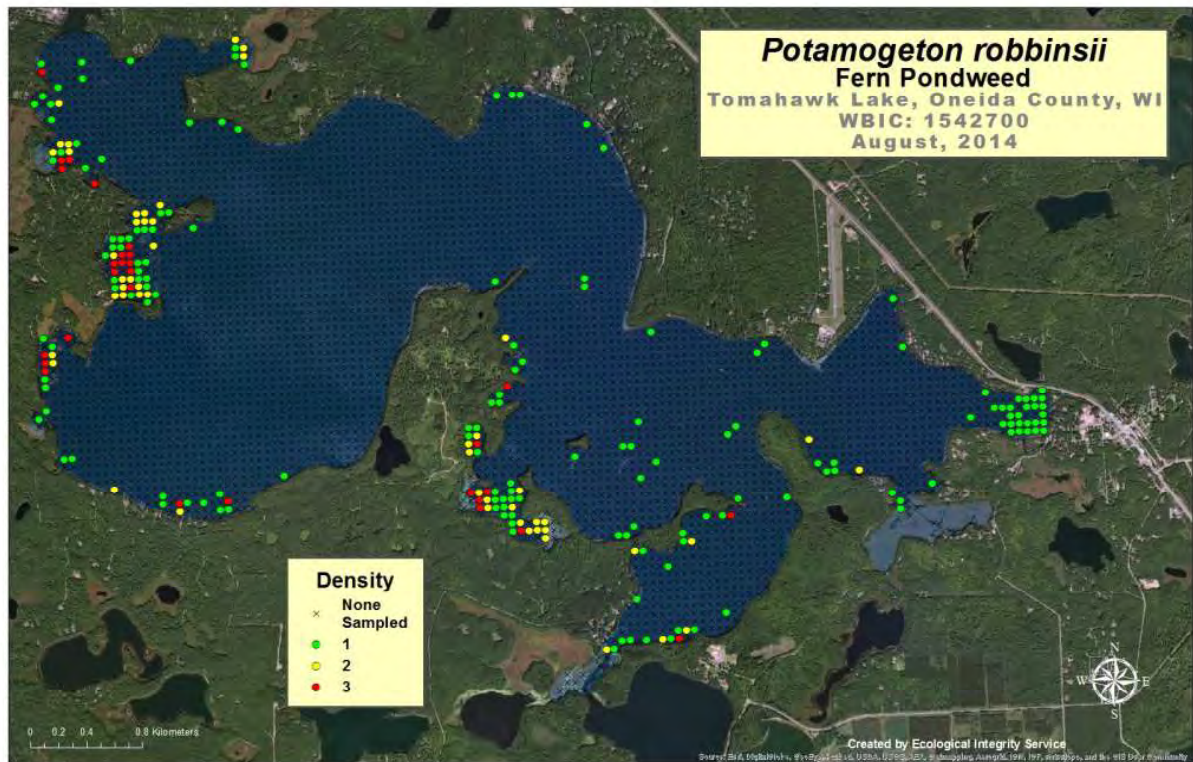 Potamogeton robbinsii
Fern Pondweed
Tomahawk Lake, Oneida County, WI
WBIC: 1542700
August, 2014
Density
None
Sampled
1
2
3
N
W E
S
0 0.2 0.4 0.8 Kilometers
Created by Ecological Integrity Service